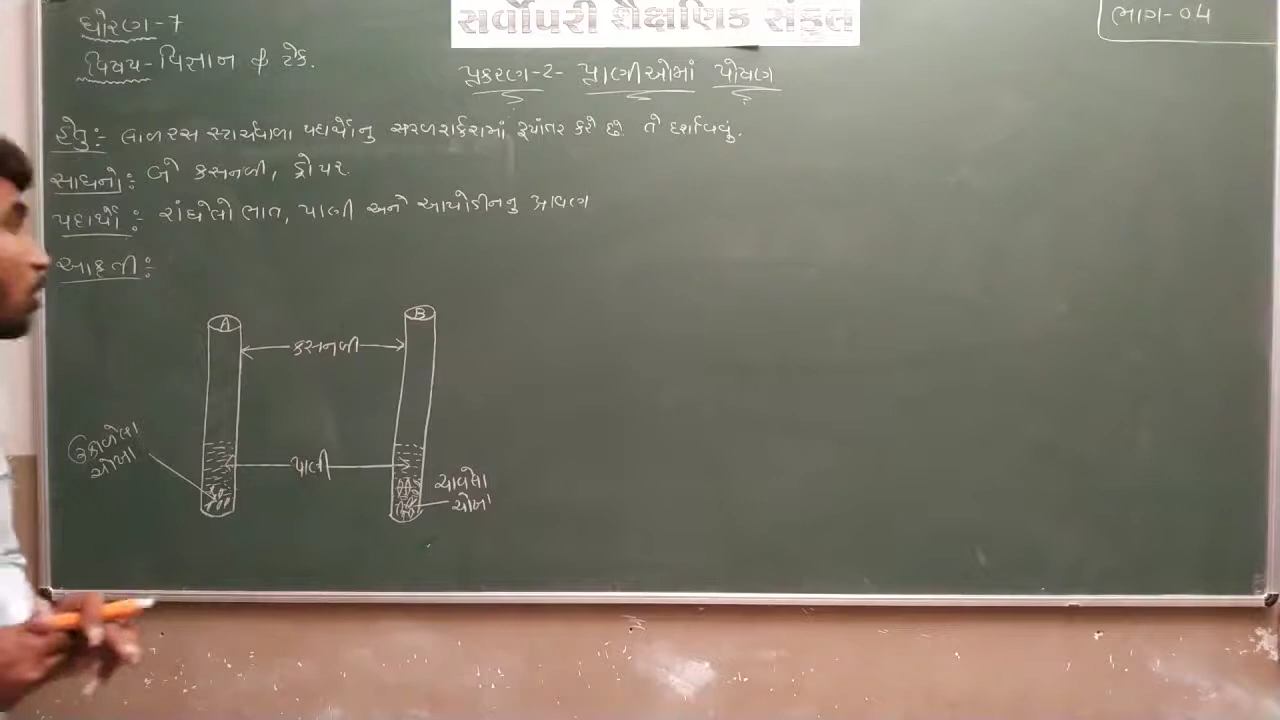 ધોરણ-7
સર્વોપરી શૈક્ષણિક સંકુલ
ભાગ-04
વિષય-વિજ્ઞાન & ટેક.
પ્રકરણ-2- પ્રાણીઓમાં પોષણ
હેતુ:- લાળરસ સ્ટાર્ચવાળા પદાર્થોનુ સરળશર્કરામાં રૂપાંતર કરે છે. તે દર્શાવવું.
સાધનો: બે કસનળી, ડ્રોપર.
પદાર્થો: રાંધેલો ભાત, પાણી અને આયોડીનનુ દ્રાવણ
આકૃતી:
A
B
કસનળી
ઉકાળેલા
ચોખા
પાણી
ચાવેલા
ચોખા